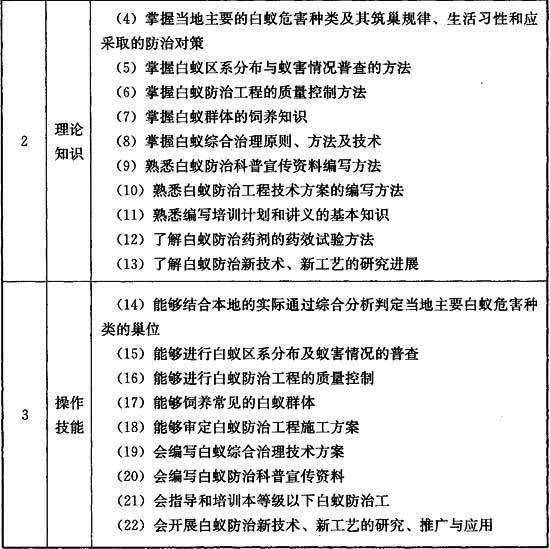 2
理论
知识
（4）掌握当地主要的白蚁危害种类及其筑巢规律、生活习性和应
采取的防治对策
（5）掌握白蚁区系分布与蚁害情况普查的方法
（6）掌握白蚁防治工程的质量控制方法
（7）掌握白蚁群体的饲养知识
（8）掌握白蚁综合治理原则、方法及技术
（9）熟悉白蚁防治科普宣传资料编写方法
（10）熟悉白蚁防治工程技术方案的编写方法
（11）熟悉编写培训计划和讲义的基本知识
（12）了解白蚁防治药剂的药效试验方法
（13）了解白蚁防治新技术、新工艺的研究进展
3
操作
技能
（14）能够结合本地的实际通过综合分析判定当地主要白蚁危害种
类的巢位
（15）能够进行白蚁区系分布及蚁害情况的普查
（16）能够进行白蚁防治工程的质量控制
（17）能够饲养常见的白蚁群体
（18）能够审定白蚁防治工程施工方案
（19）会编写白蚁综合治理技术方案
（20）会编写白蚁防治科普宣传资料
（21）会指导和培训本等级以下白蚁防治工
（22）会开展白蚁防治新技术、新工艺的研究、推广与应用